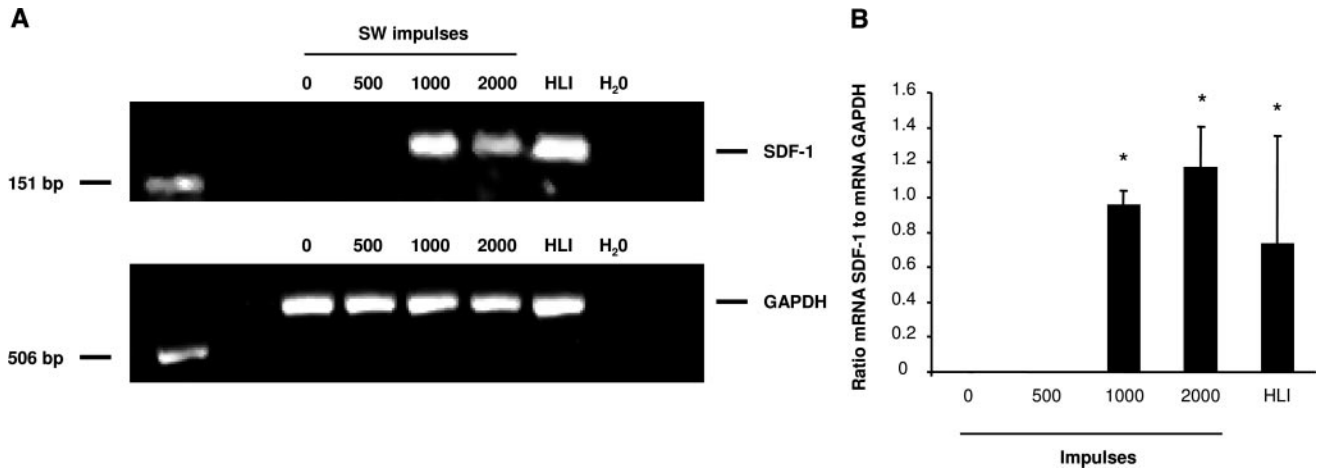 A
SW impulses
0 500 1000 2000 HLI H₂0
SDF-1
151 bp
0 500 1000 2000 HLI H₂0
GAPDH
506 bp
B
Ratio mRNA SDF-1 to mRNA GAPDH
1.6
1.4
1.2
1.0
0.8
0.6
0.4
0.2
0
* * *
0 500 1000 2000 HLI
Impulses